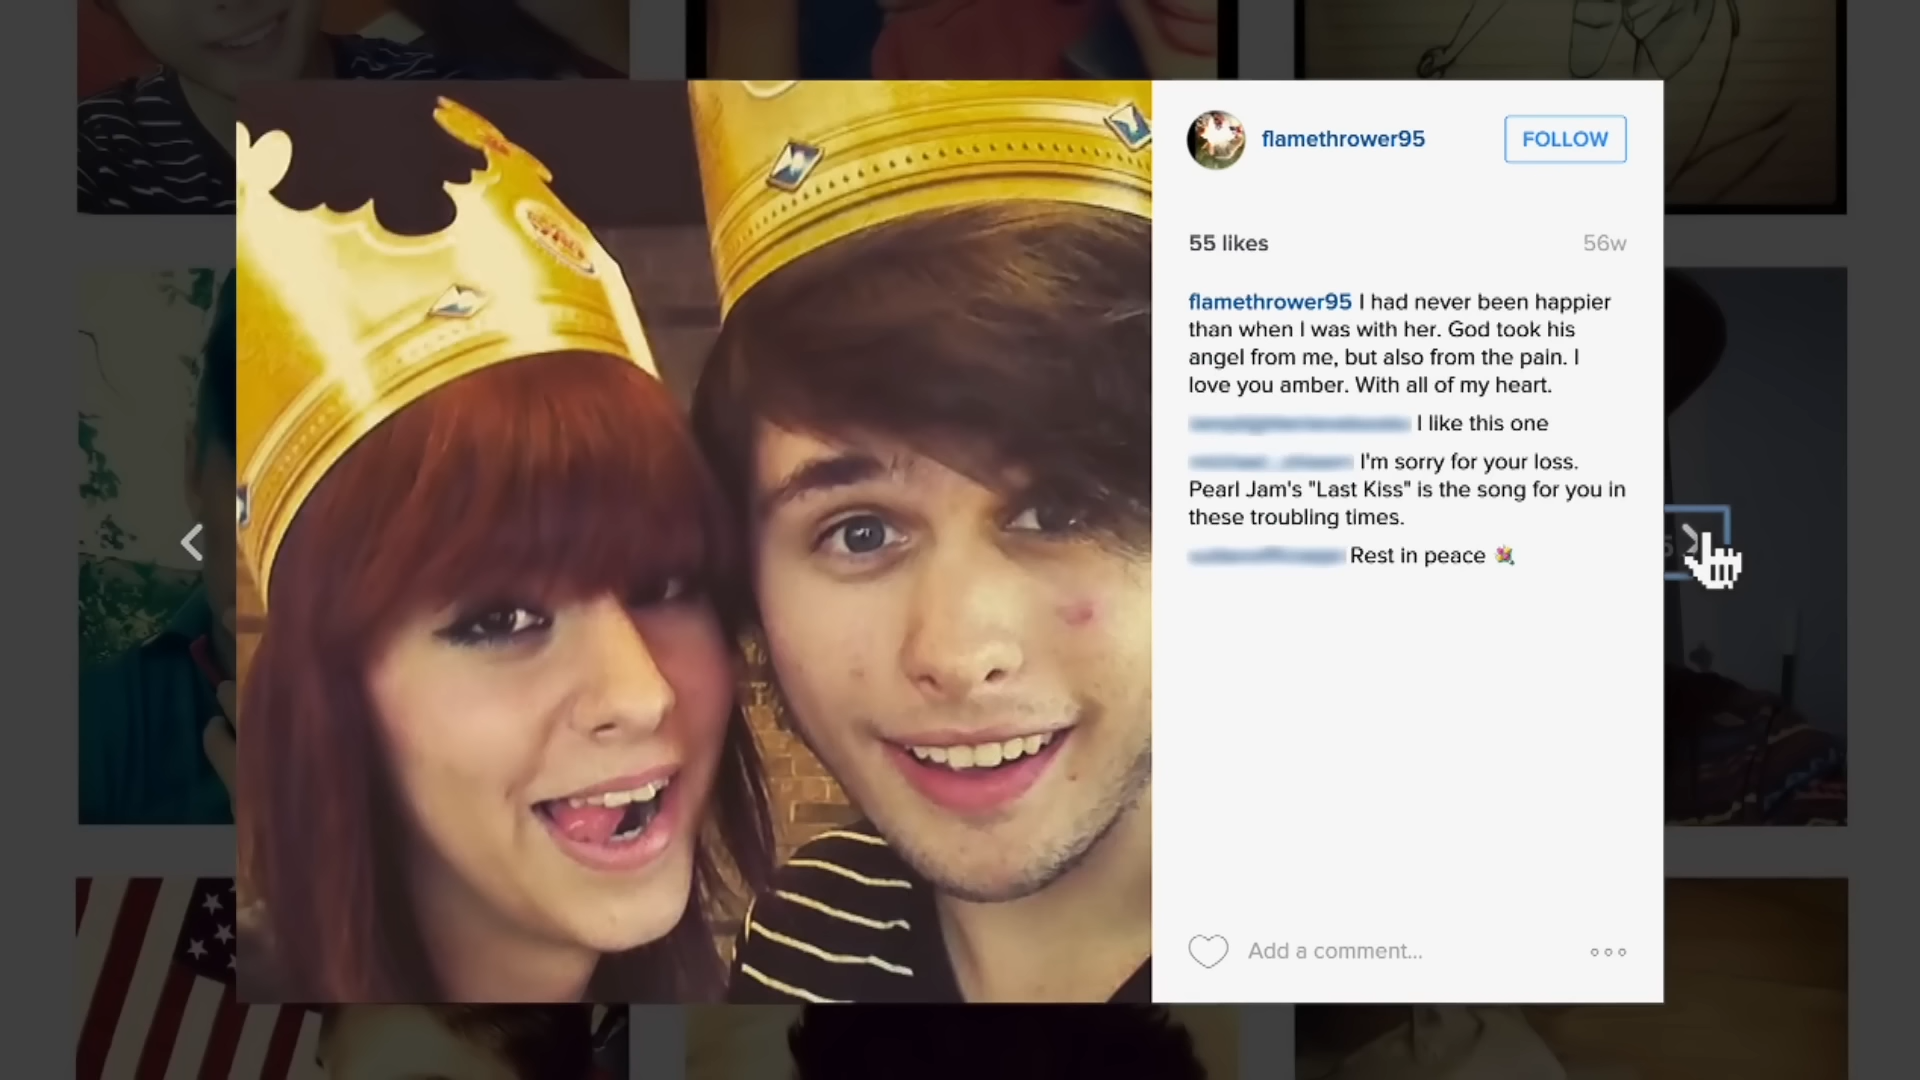 flamethrower95
FOLLOW
55 likes
56w
flamethrower95 I had never been happier
than when I was with her. God took his
angel from me, but also from the pain. I
love you amber. With all of my heart.
I like this one
I'm sorry for your loss.
Pearl Jam's "Last Kiss" is the song for you in
these troubling times.
Rest in peace 💐
Add a comment...